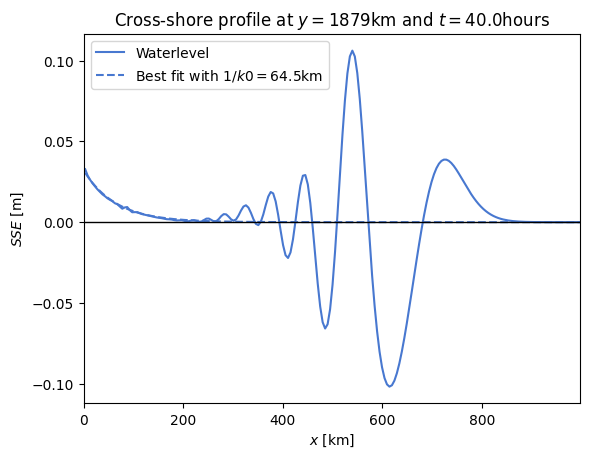 Cross-shore profile at y = 1879km and t = 40.0hours
Waterlevel
Best fit with 1/k0 = 64.5km
SSE [m]
0.10
0.05
0.00
−0.05
−0.10
0 200 400 600 800
x [km]